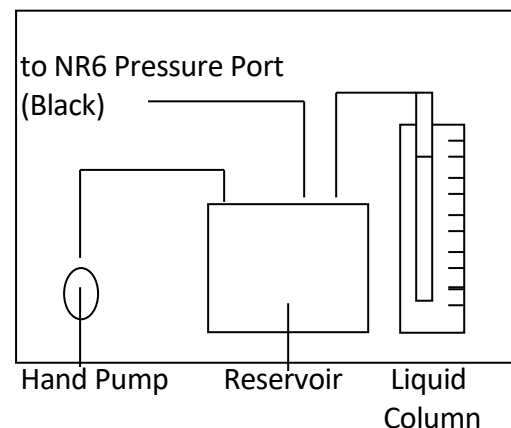 to NR6 Pressure Port
(Black)
Hand Pump Reservoir Liquid
Column